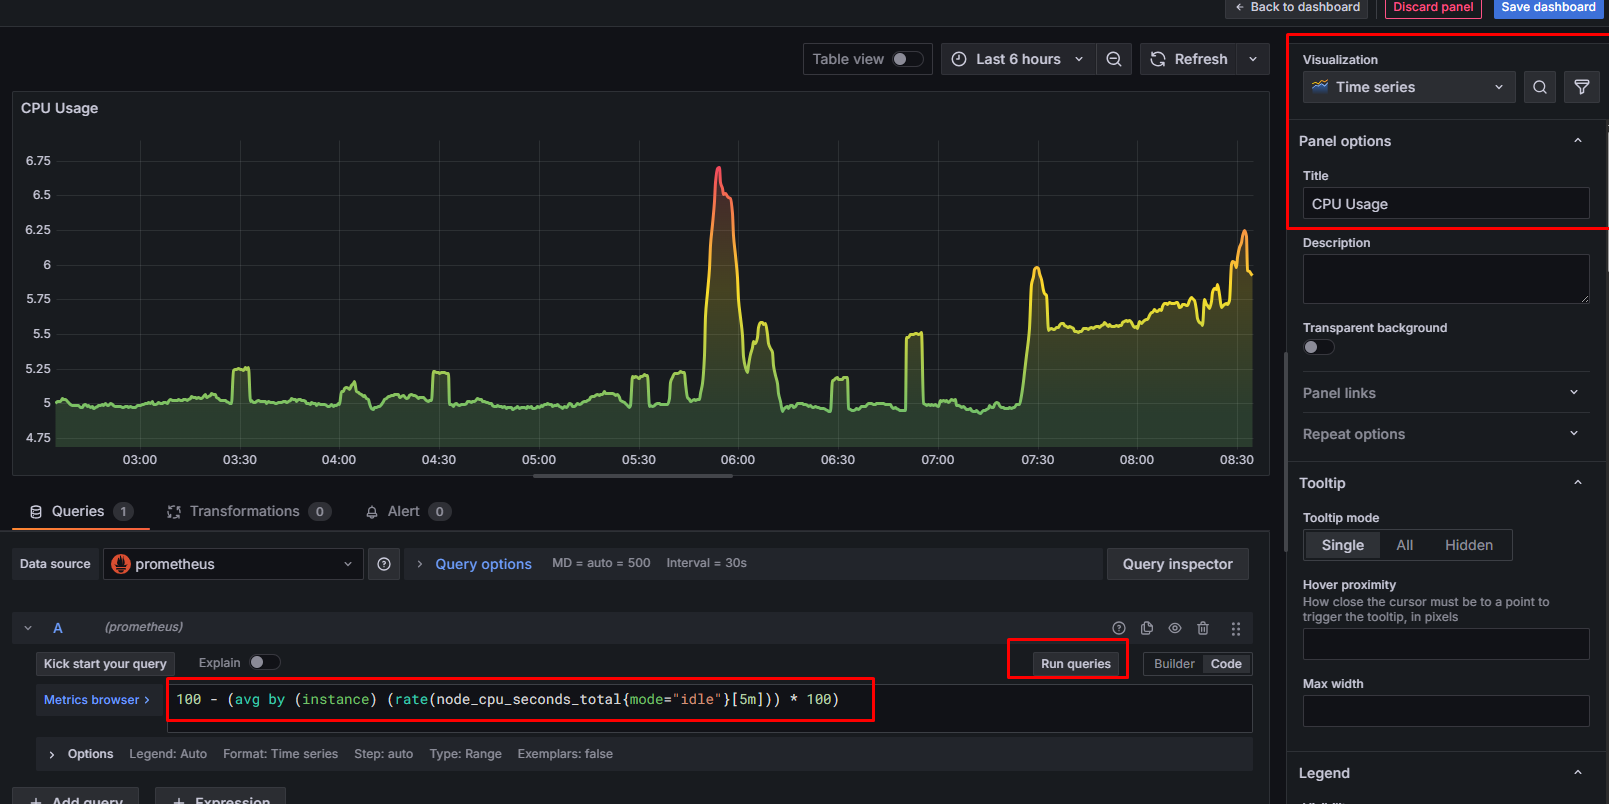 Back to dashboard
Discard panel
Save dashboard
Table view
Last 6 hours
Refresh
CPU Usage
6.75
6.5
6.25
6
5.75
5.5
5.25
5
4.75
03:00 03:30 04:00 04:30 05:00 05:30 06:00 06:30 07:00 07:30 08:00 08:30
Queries 1
Transformations 0
Alert 0
Data source
prometheus
Query options
MD = auto = 500
Interval = 30s
Query inspector
A
(prometheus)
Kick start your query
Explain
Run queries
Builder
Code
Metrics browser
100 - (avg by (instance) (rate(node_cpu_seconds_total{mode="idle"}[5m])) * 100)
Options
Legend: Auto
Format: Time series
Step: auto
Type: Range
Exemplars: false
+ Add query
+ Expression
Visualization
Time series
Panel options
Title
CPU Usage
Description
Transparent background
Panel links
Repeat options
Tooltip
Tooltip mode
Single All Hidden
Hover proximity
How close the cursor must be to a point to
trigger the tooltip, in pixels
Max width
Legend